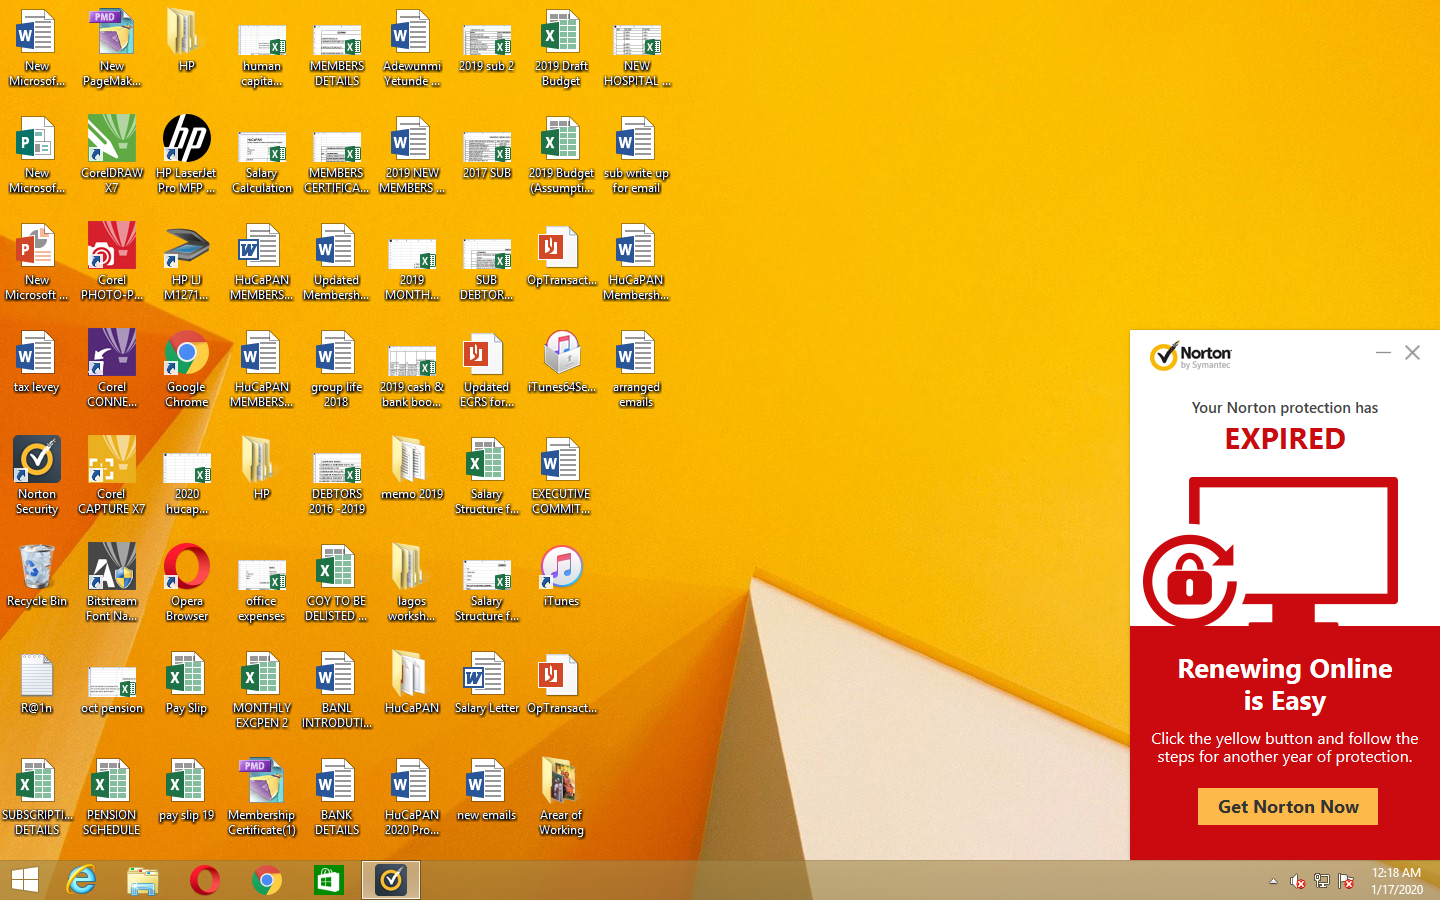 New
Microsof...
New
PageMak...
HP
human
capita...
MEMBERS
DETAILS
Adewunmi
Yetunde ...
2019 sub 2
2019 Draft
Budget
NEW
HOSPITAL ...
New
Microsof...
CorelDRAW
X7
HP LaserJet
Pro MFP ...
Salary
Calculation
MEMBERS
CERTIFICA...
2019 NEW
MEMBERS ...
2017 SUB
2019 Budget
(Assumpti...
sub write up
for email
New
Microsoft ...
Corel
PHOTO-P...
HP LJ
M1271...
HuCaPAN
MEMBERS...
Updated
Membersh...
2019
MONTH...
SUB
DEBTOR...
OpTransact...
HuCaPAN
Membersh...
tax levey
Corel
CONNE...
Google
Chrome
HuCaPAN
MEMBERS...
group life
2018
2019 cash &
bank boo...
Updated
ECRS for...
iTunes64Se...
arranged
emails
Norton
Security
Corel
CAPTURE X7
2020
hucap...
HP
DEBTORS
2016 -2019
memo 2019
Salary
Structure f...
EXECUTIVE
COMMIT...
Recycle Bin
Bitstream
Font Na...
Opera
Browser
office
expenses
COY TO BE
DELISTED ...
lagos
worksh...
Salary
Structure f...
iTunes
R@1n
oct pension
Pay Slip
MONTHLY
EXCPEN 2
BANL
INTRODUTI...
HuCaPAN
Salary Letter
OpTransact...
SUBSCRIPTI...
DETAILS
PENSION
SCHEDULE
pay slip 19
Membership
Certificate(1)
BANK
DETAILS
HuCaPAN
2020 Pro...
new emails
Arear of
Working
Norton
by Symantec
Your Norton protection has
EXPIRED
Renewing Online
is Easy
Click the yellow button and follow the
steps for another year of protection.
Get Norton Now
12:18 AM
1/17/2020